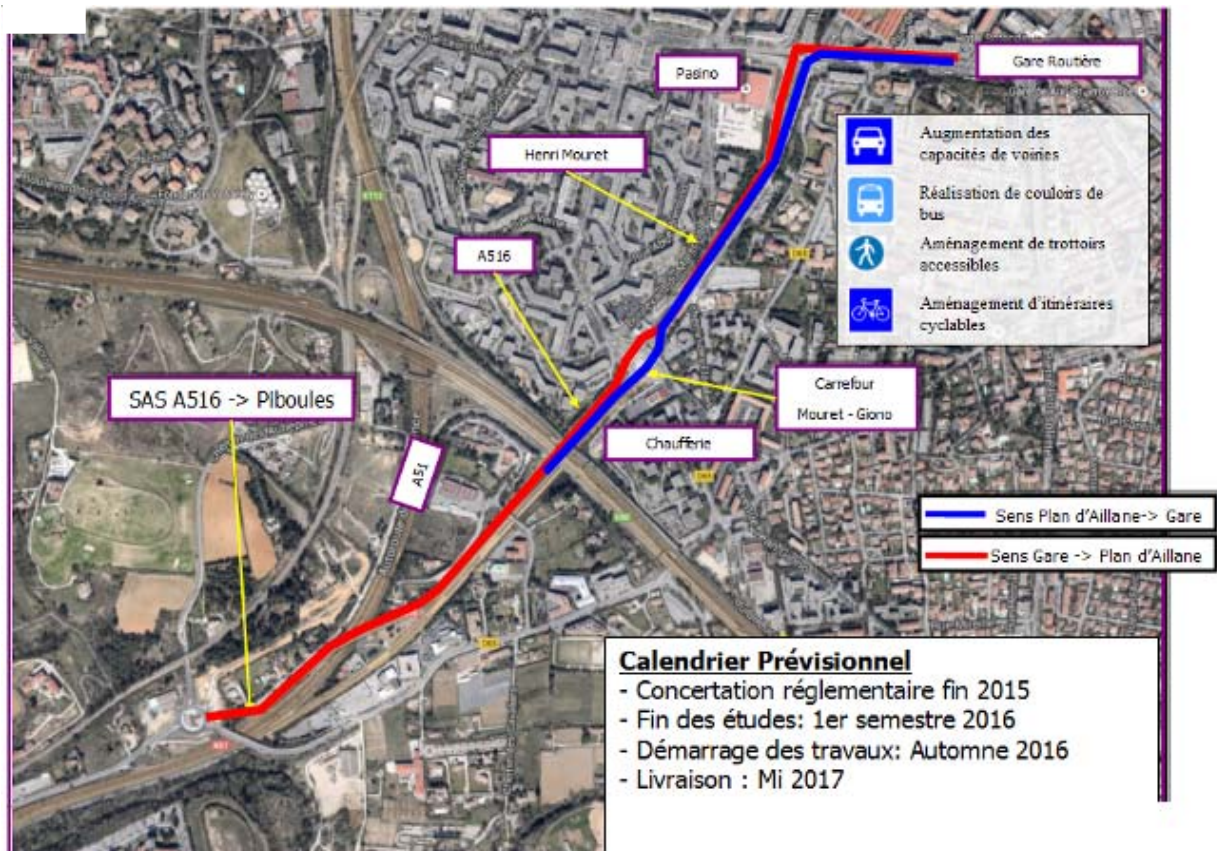 Gare Routière
Pasino
Henri Mouret
A516
SAS A516 -> Piboules
A51
Chaufferie
Carrefour
Mouret - Giono
Augmentation des
capacités de voiries
Réalisation de couloirs de
bus
Aménagement de trottoirs
accessibles
Aménagement d'itinéraires
cyclables
Sens Plan d'Aillane-> Gare
Sens Gare -> Plan d'Aillane
Calendrier Prévisionnel
- Concertation réglementaire fin 2015
- Fin des études: 1er semestre 2016
- Démarrage des travaux: Automne 2016
- Livraison : Mi 2017